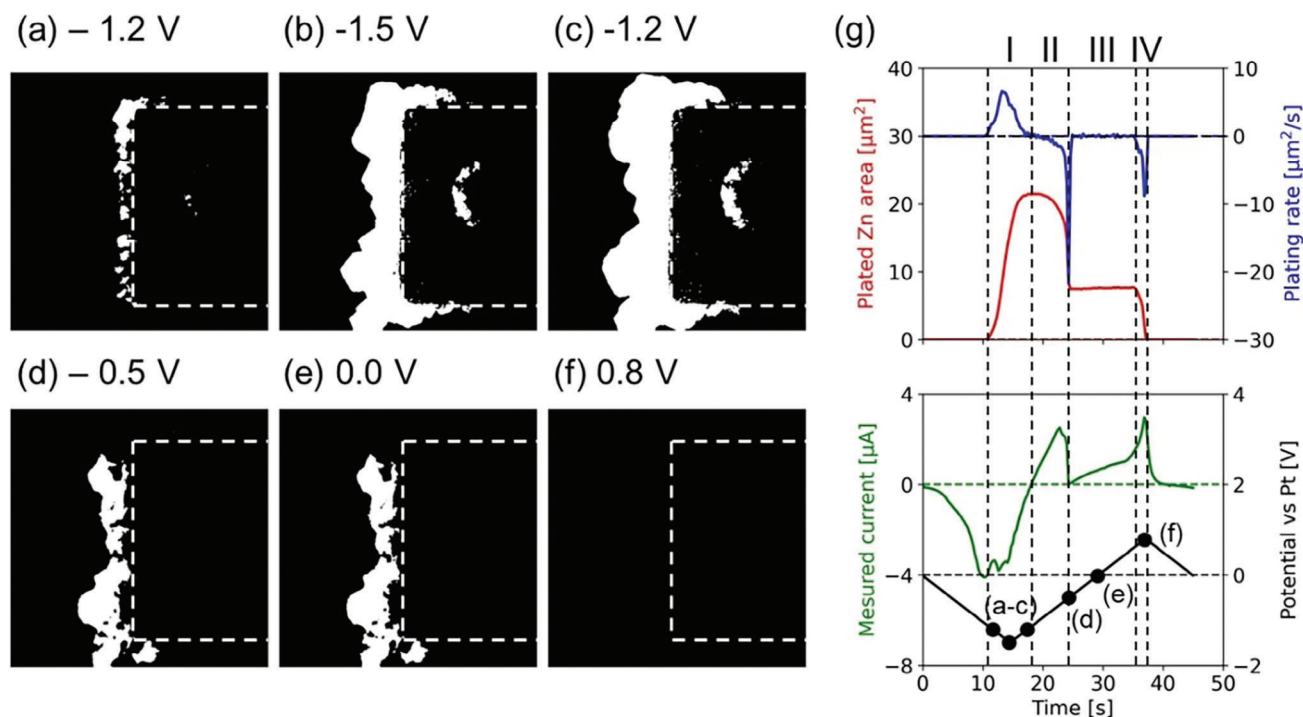 (a) – 1.2 V
(b) -1.5 V
(c) -1.2 V
(d) – 0.5 V
(e) 0.0 V
(f) 0.8 V
(g)
I II III IV
40
30
20
10
0
Plated Zn area [μm²]
10
0
−10
−20
−30
Plating rate [μm²/s]
4
0
−4
−8
Mesured current [μA]
4
2
0
−2
Potential vs Pt [V]
(a-c)
(d)
(e)
(f)
0 10 20 30 40 50
Time [s]